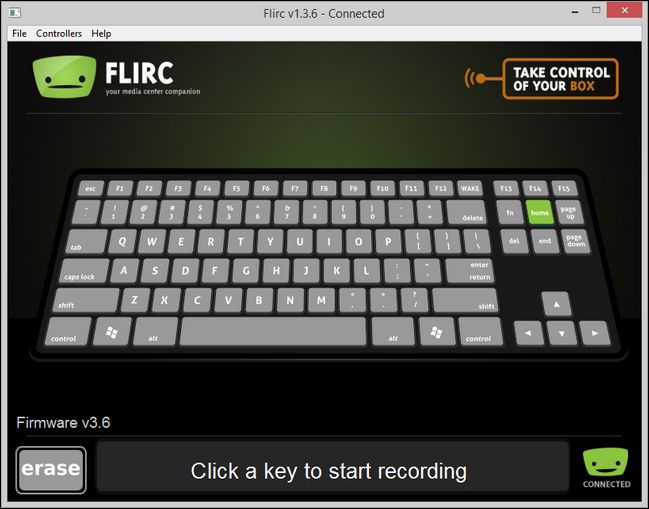 Flirc v1.3.6 - Connected
File Controllers Help
FLIRC
your media center companion
TAKE CONTROL
OF YOUR BOX
esc F1 F2 F3 F4 F5 F6 F7 F8 F9 F10 F11 F12 WAKE F13 F14 F15
! @ # $ % ^ & * ( )
1 2 3 4 5 6 7 8 9 0 delete fn home page up
tab Q W E R T Y U I O P { [ } ] | \ del end page down
caps lock A S D F G H J K L : ; enter return
shift Z X C V B N M < , > . ? / shift
control alt alt control
Firmware v3.6
erase
Click a key to start recording
CONNECTED